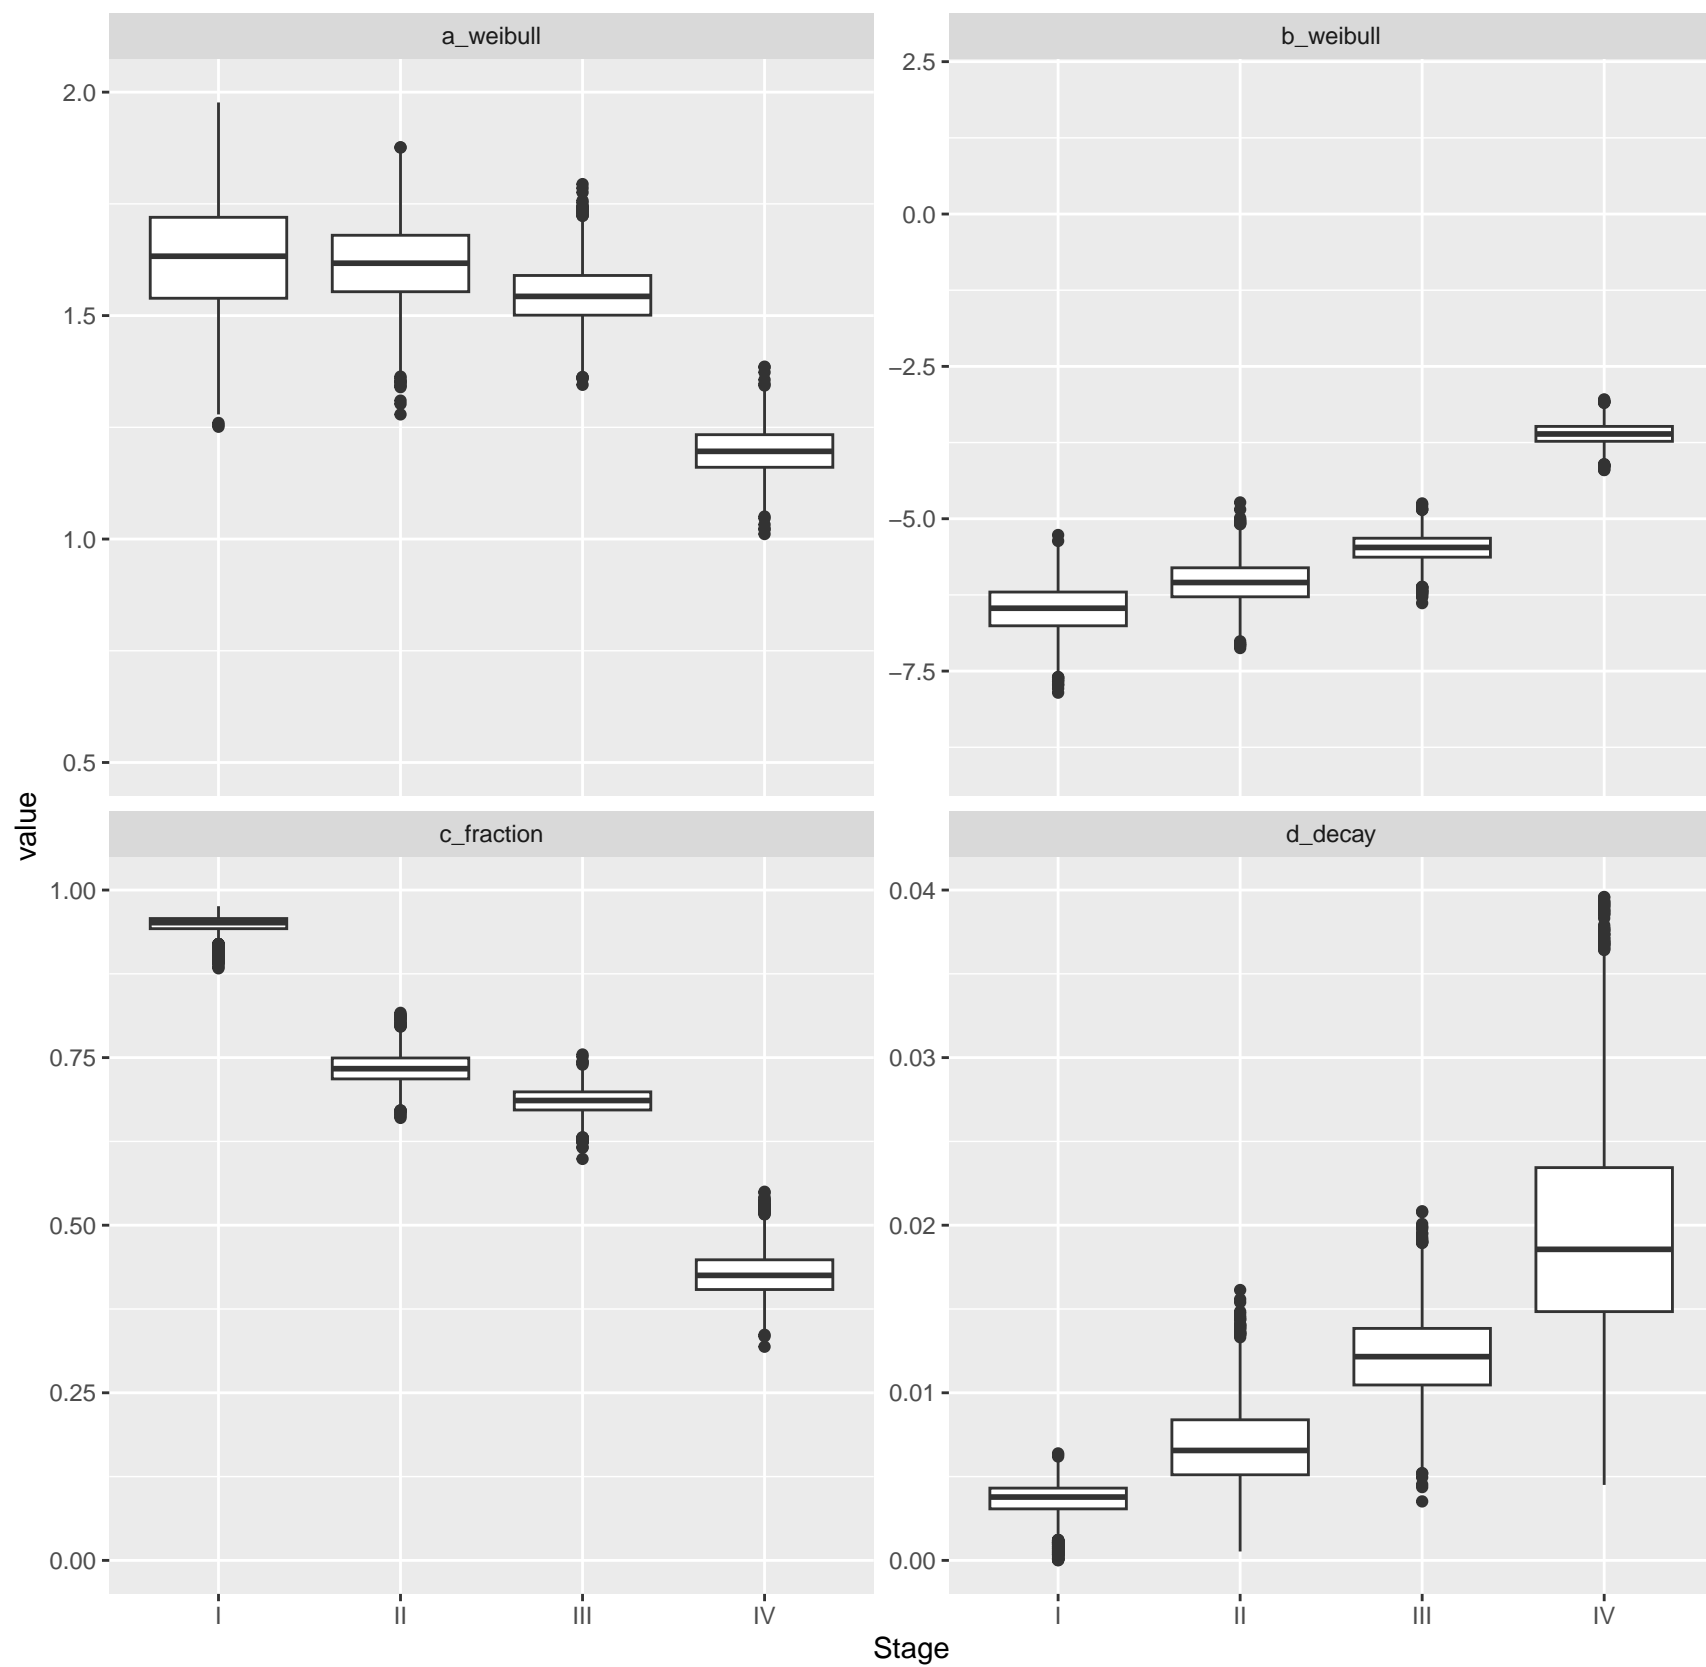 a_weibull
b_weibull
2.0
1.5
1.0
0.5
2.5
0.0
−2.5
−5.0
−7.5
value
c_fraction
d_decay
1.00
0.75
0.50
0.25
0.00
0.04
0.03
0.02
0.01
0.00
I II III IV
I II III IV
Stage